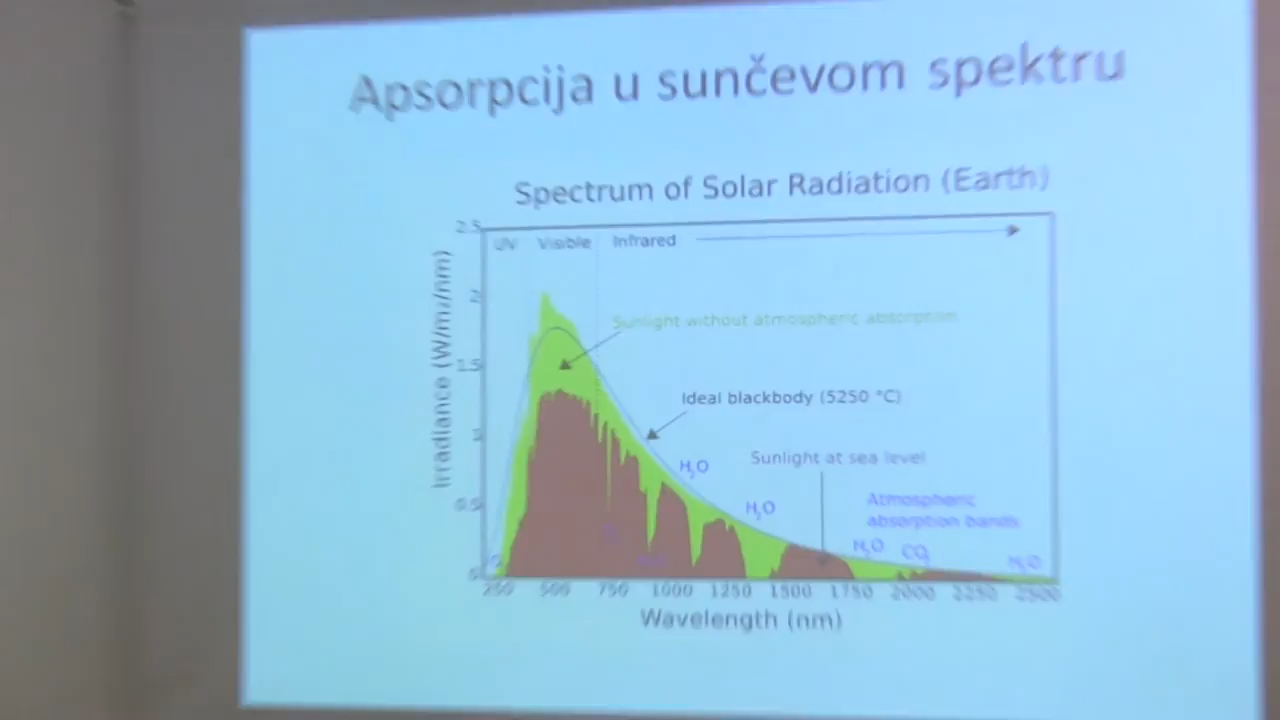 Apsorpcija u sunčevom spektru
Spectrum of Solar Radiation (Earth)
UV Visible Infrared
Irradiance (W/m2/nm)
2.5
2
1.5
1
0.5
0
Sunlight without atmospheric absorption
Ideal blackbody (5250 °C)
Sunlight at sea level
H2O
H2O
Atmospheric
absorption bands
H2O CO2 H2O
250 500 750 1000 1250 1500 1750 2000 2250 2500
Wavelength (nm)